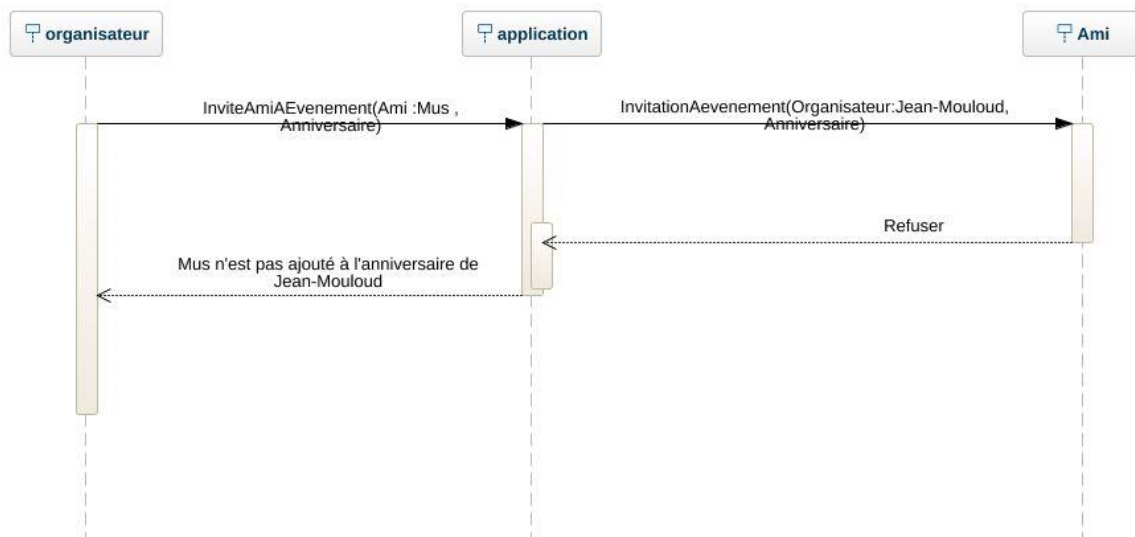 organisateur
application
Ami
InviteAmiAEvenement(Ami :Mus ,
Anniversaire)
InvitationAevenement(Organisateur:Jean-Mouloud,
Anniversaire)
Refuser
Mus n'est pas ajouté à l'anniversaire de
Jean-Mouloud